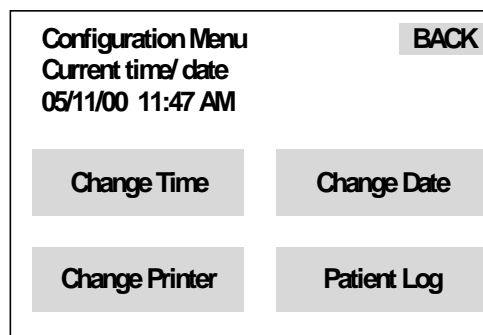 Configuration Menu BACK
Current time/ date
05/11/00 11:47 AM
Change Time Change Date
Change Printer Patient Log